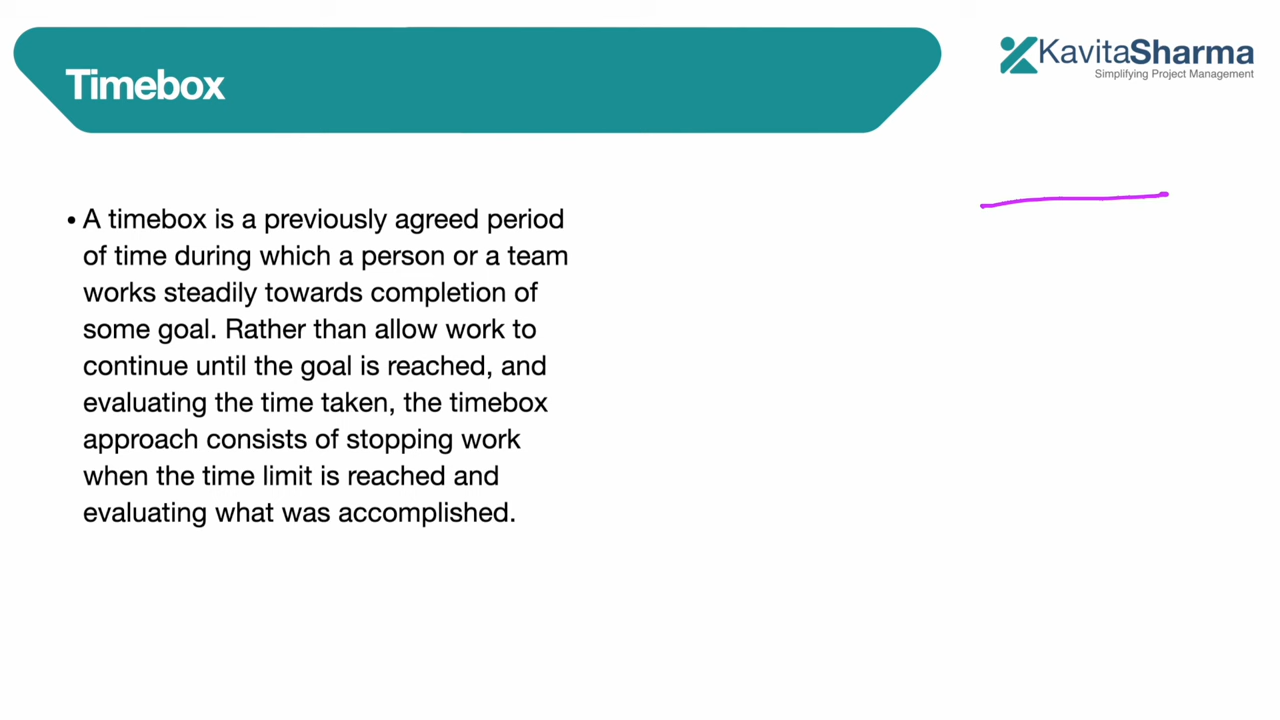 Timebox
KavitaSharma
Simplifying Project Management
• A timebox is a previously agreed period
of time during which a person or a team
works steadily towards completion of
some goal. Rather than allow work to
continue until the goal is reached, and
evaluating the time taken, the timebox
approach consists of stopping work
when the time limit is reached and
evaluating what was accomplished.